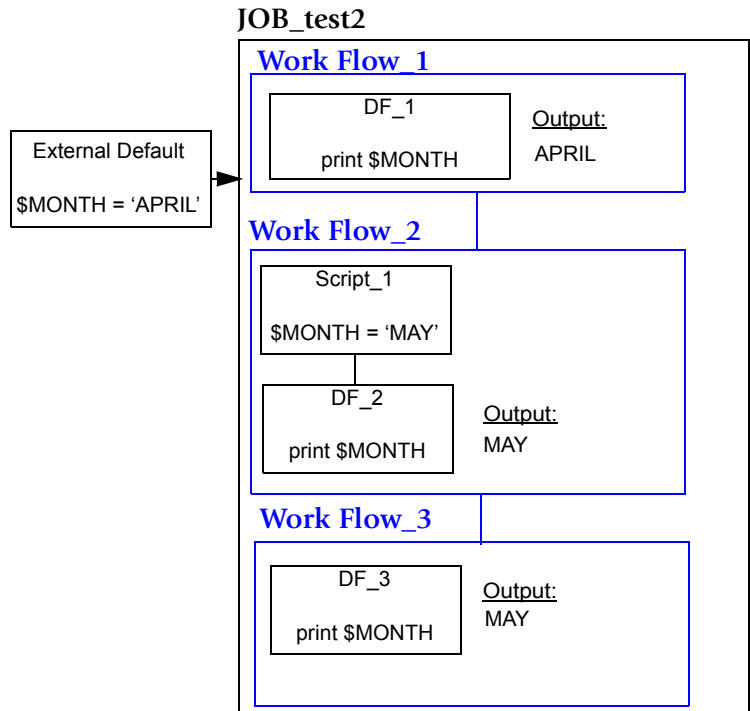 JOB_test2
External Default
$MONTH = ‘APRIL’
Work Flow_1
DF_1
print $MONTH
Output:
APRIL
Work Flow_2
Script_1
$MONTH = ‘MAY’
DF_2
print $MONTH
Output:
MAY
Work Flow_3
DF_3
print $MONTH
Output:
MAY